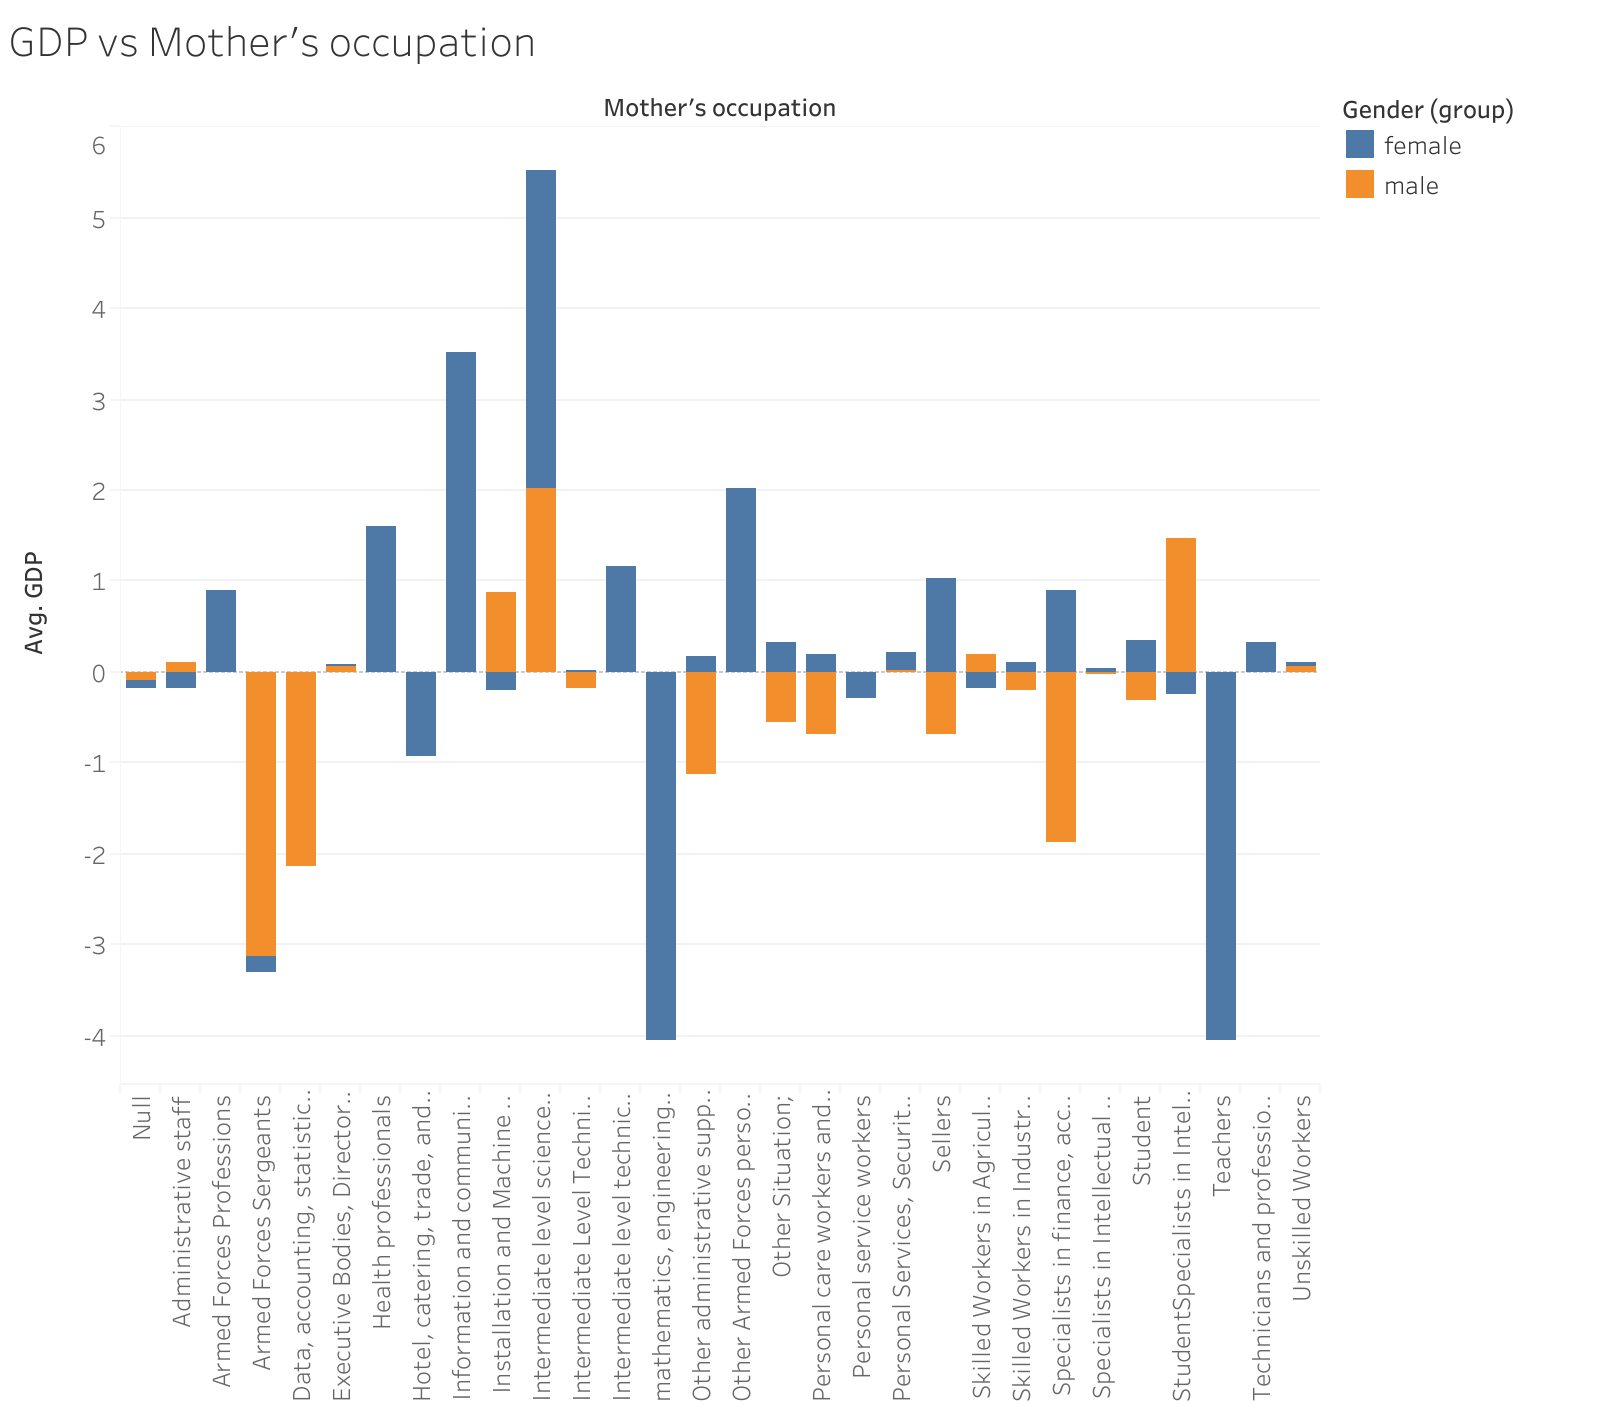 GDP vs Mother's occupation
Mother's occupation
Gender (group)
female
male
Avg. GDP
6
5
4
3
2
1
0
-1
-2
-3
-4
Null
Administrative staff
Armed Forces Professions
Armed Forces Sergeants
Data, accounting, statistic..
Executive Bodies, Director..
Health professionals
Hotel, catering, trade, and..
Information and communi..
Installation and Machine ..
Intermediate level science..
Intermediate Level Techni..
Intermediate level technic..
mathematics, engineering..
Other administrative supp..
Other Armed Forces perso..
Other Situation;
Personal care workers and..
Personal service workers
Personal Services, Securit..
Sellers
Skilled Workers in Agricul..
Skilled Workers in Industr..
Specialists in finance, acc..
Specialists in Intellectual ..
Student
StudentSpecialists in Intel..
Teachers
Technicians and professio..
Unskilled Workers